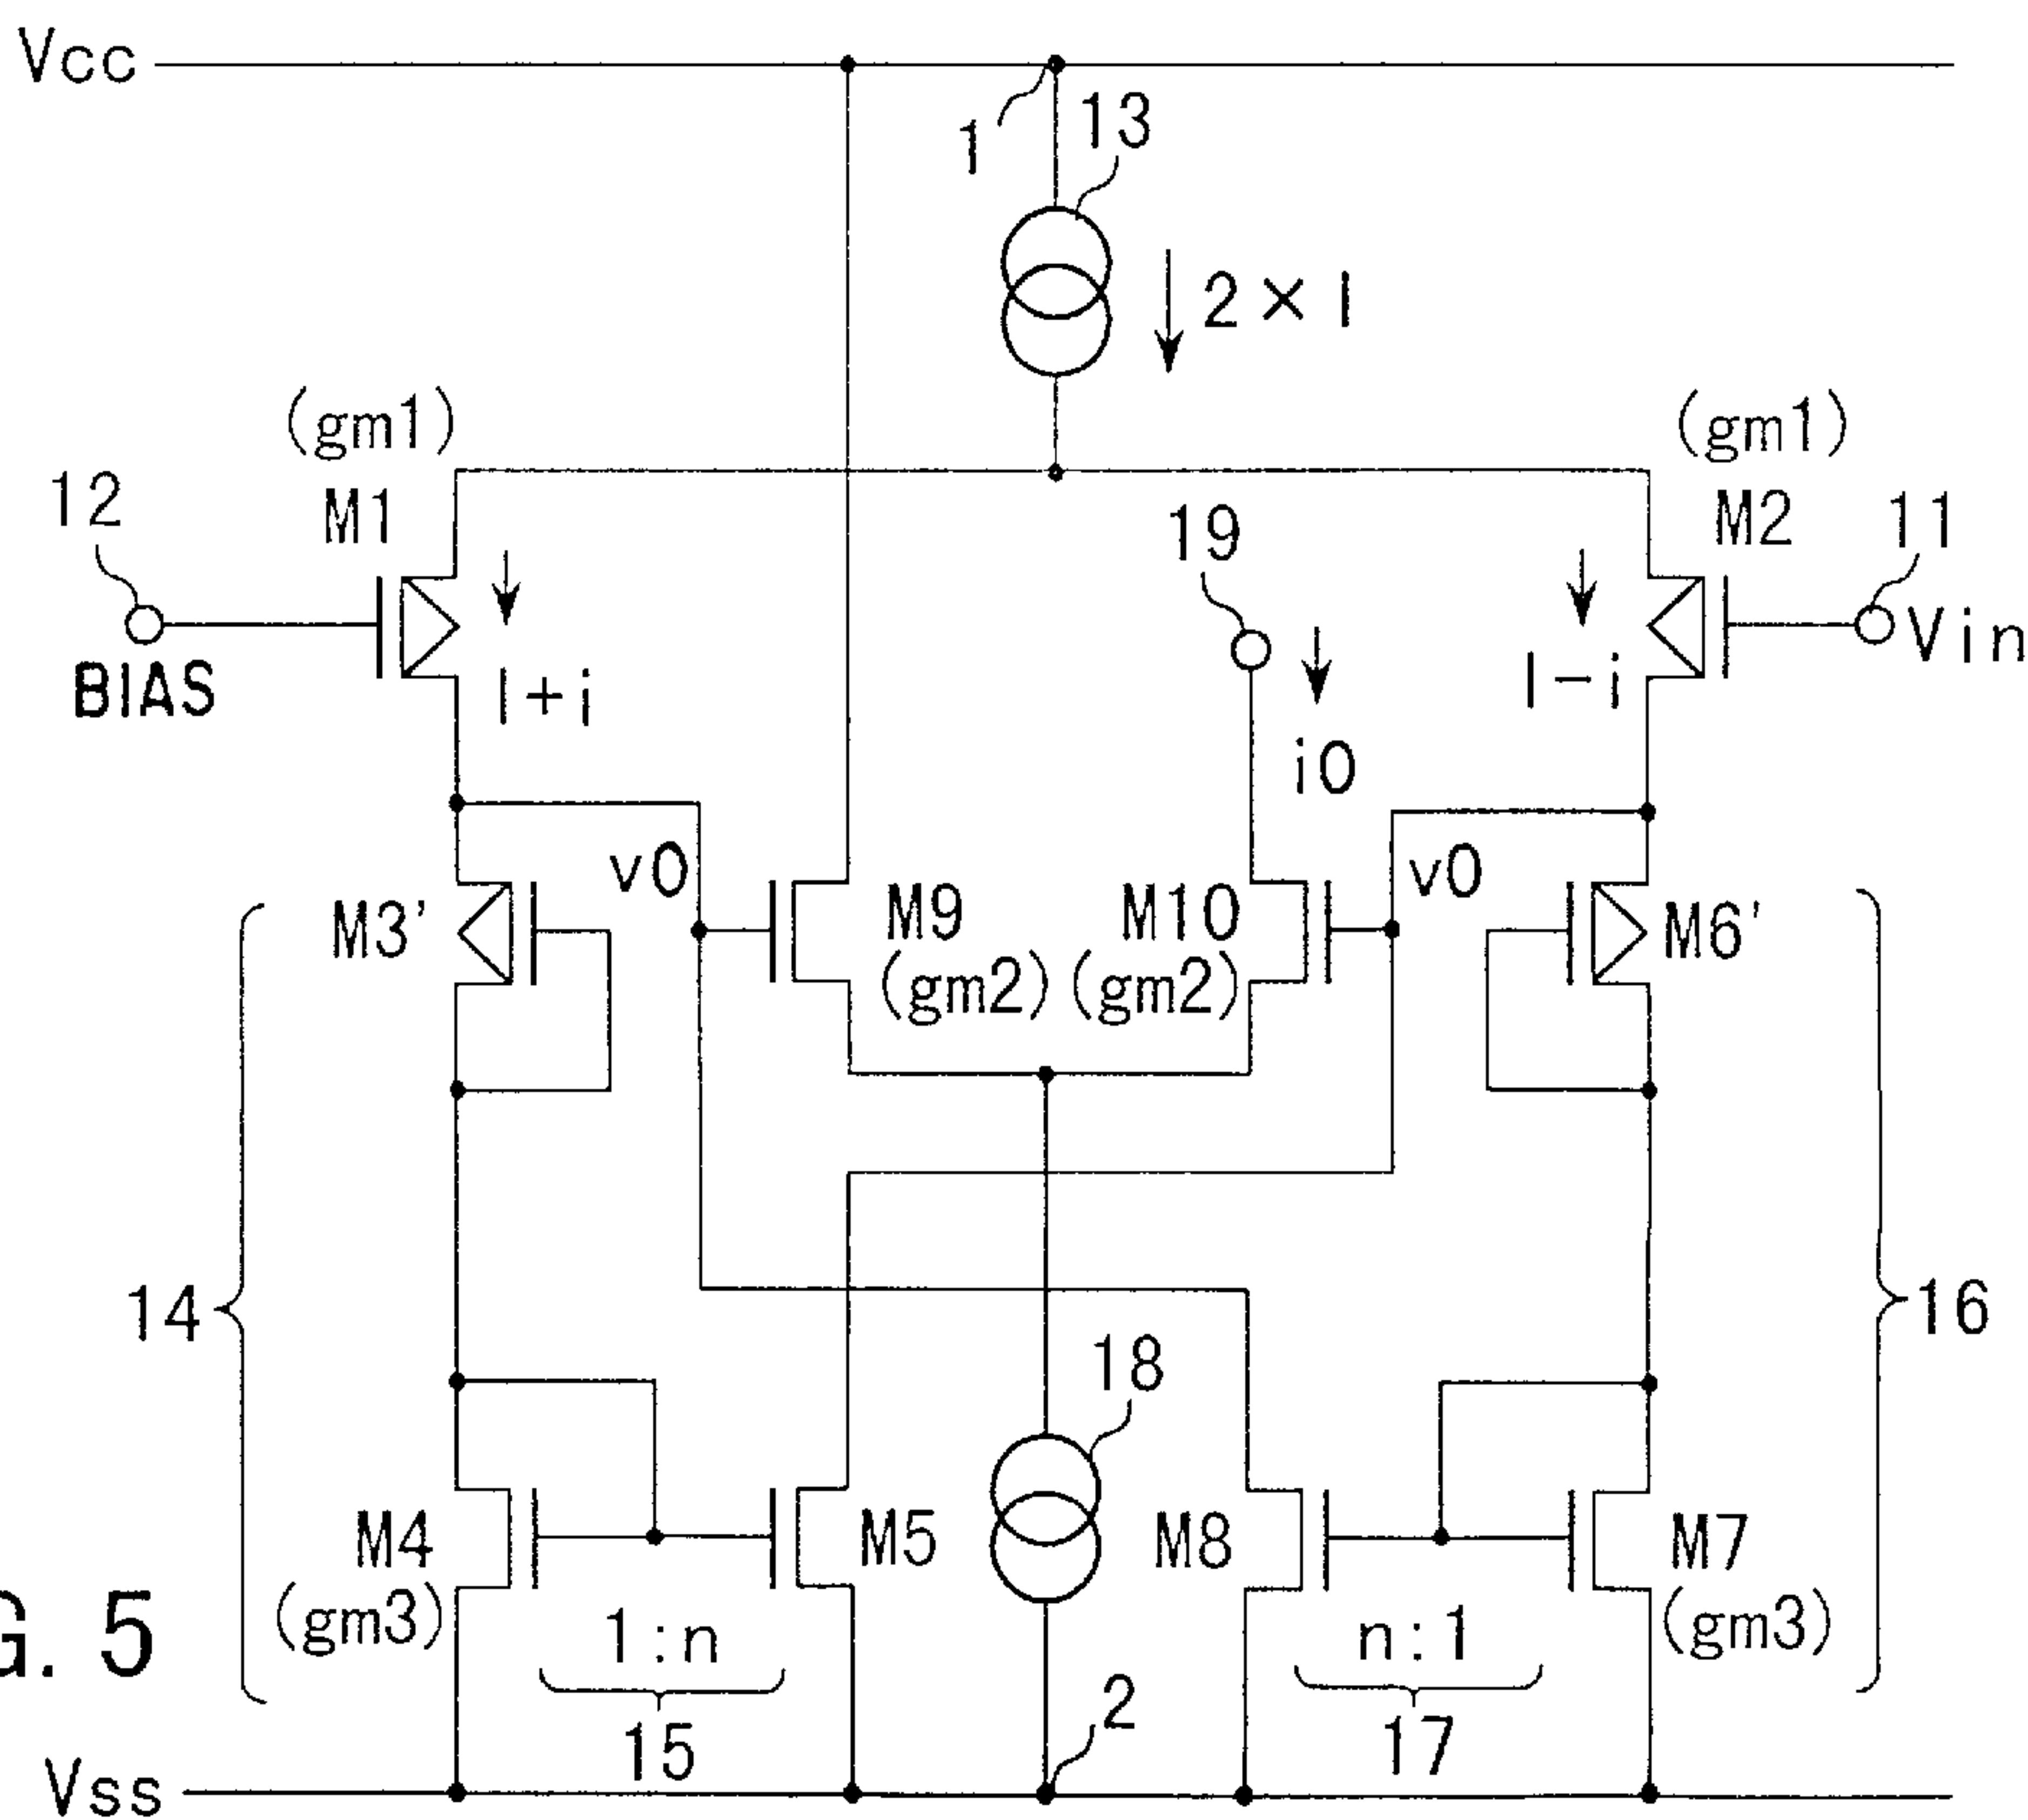 Vcc
1
13
2×I
(gm1)
(gm1)
12
M1
19
M2
11
BIAS
I+i
I−i
Vin
i0
v0
v0
M3'
M9
M10
M6'
(gm2)
(gm2)
14
16
18
M4
M5
M8
M7
(gm3)
1:n
n:1
(gm3)
G. 5
15
2
17
Vss